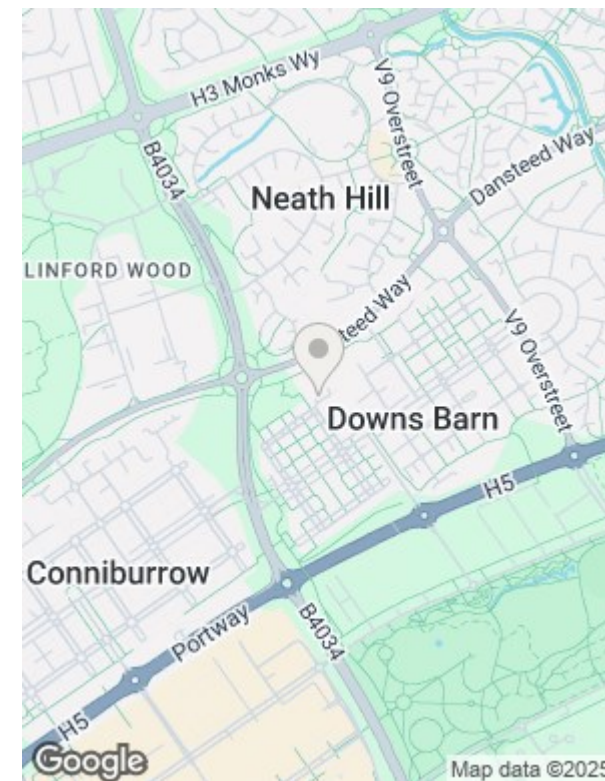 H3 Monks Wy
V9 Overstreet
B4034
Dansteed Way
Neath Hill
LINFORD WOOD
steed Way
V9 Overstreet
Downs Barn
H5
Conniburrow
Portway
B4034
H5
Google
Map data ©2025